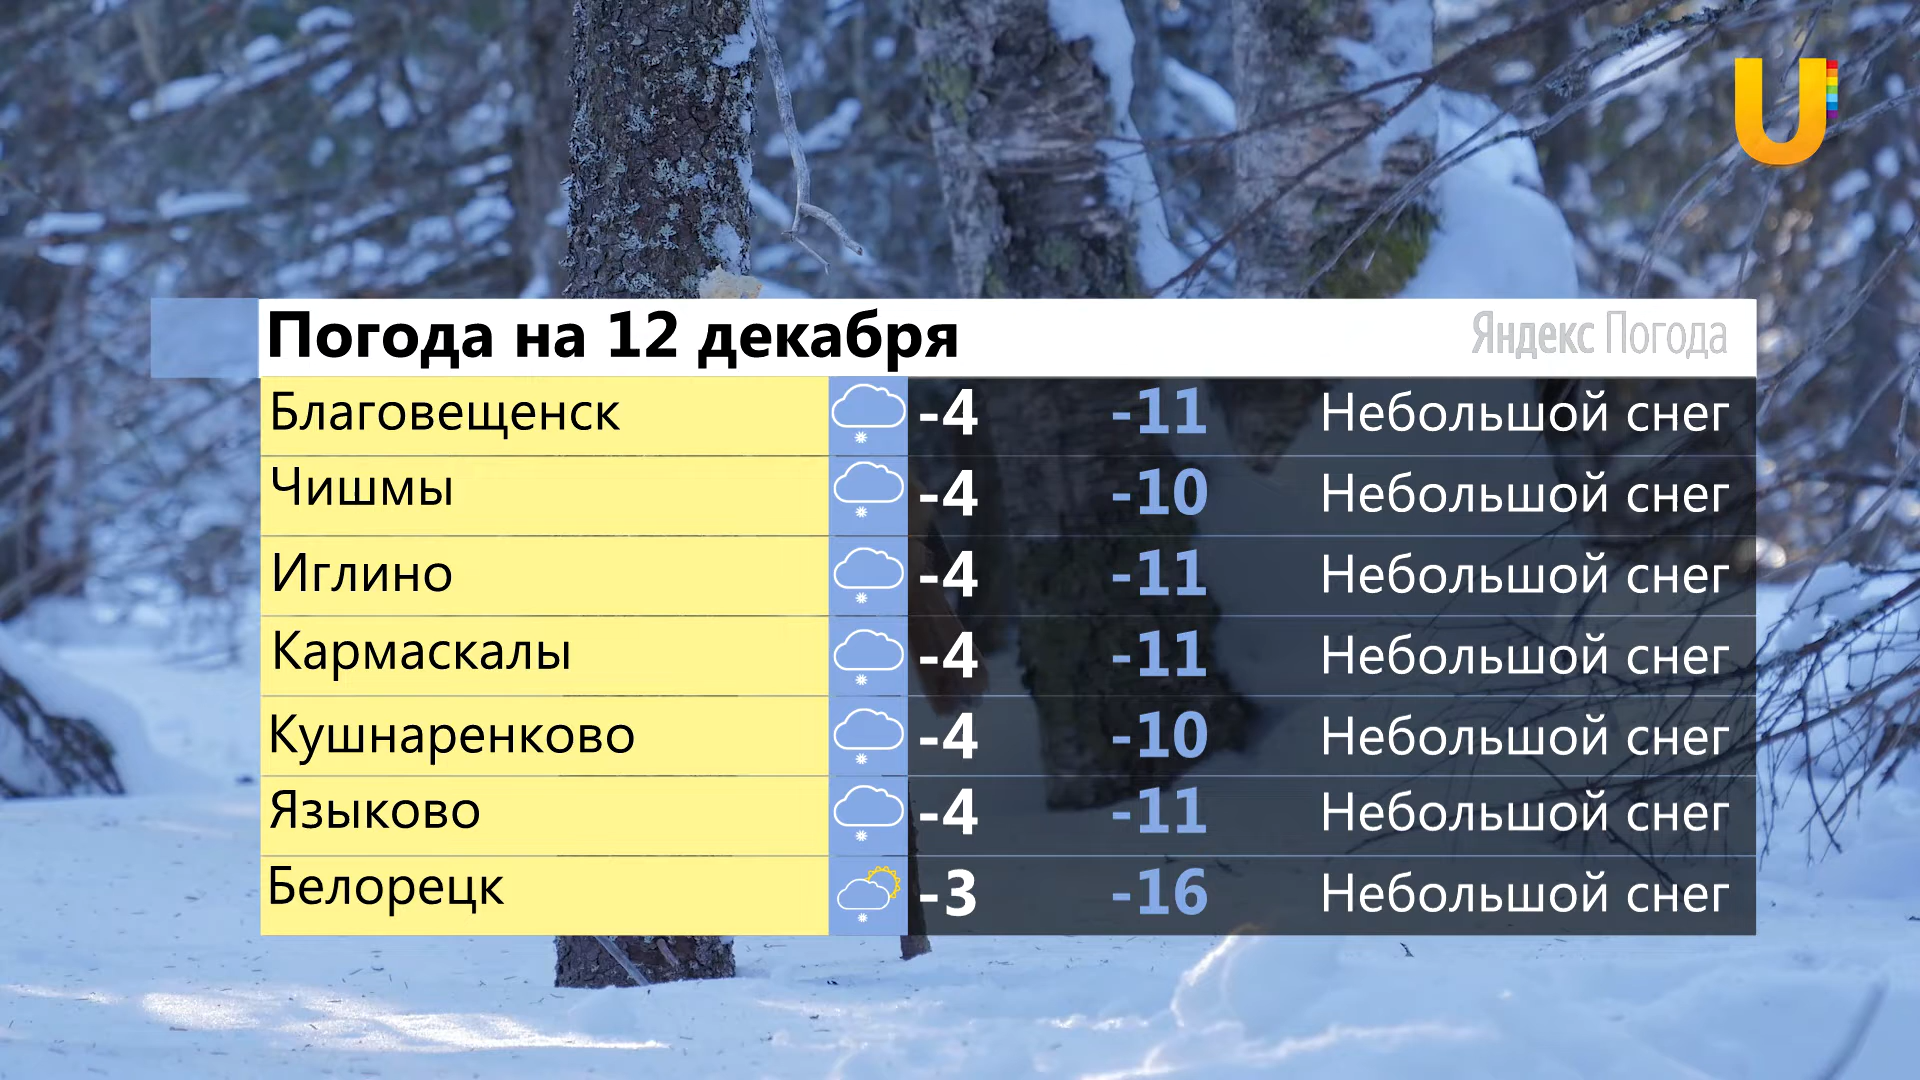 U
Погода на 12 декабря Яндекс Погода
Благовещенск -4 -11 Небольшой снег
Чишмы -4 -10 Небольшой снег
Иглино -4 -11 Небольшой снег
Кармаскалы -4 -11 Небольшой снег
Кушнаренково -4 -10 Небольшой снег
Языково -4 -11 Небольшой снег
Белорецк -3 -16 Небольшой снег